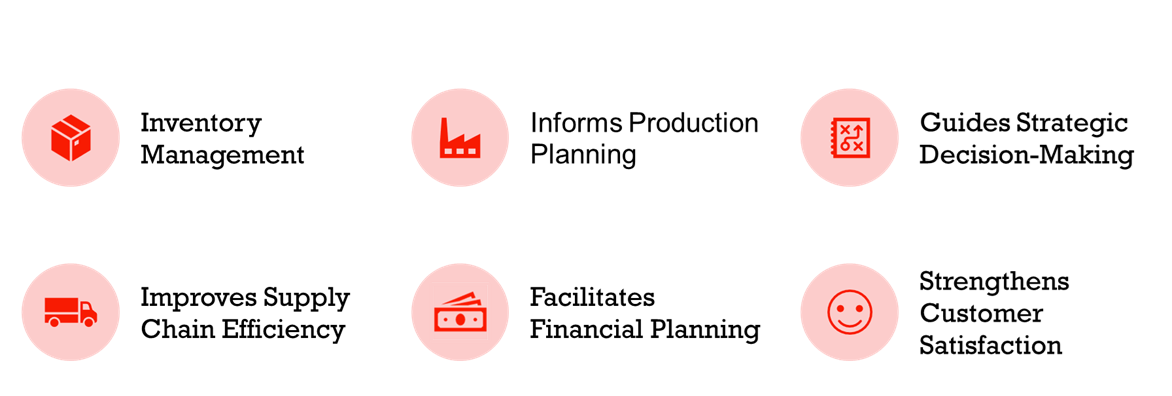 Inventory
Management
Informs Production
Planning
Guides Strategic
Decision-Making
Improves Supply
Chain Efficiency
Facilitates
Financial Planning
Strengthens
Customer
Satisfaction